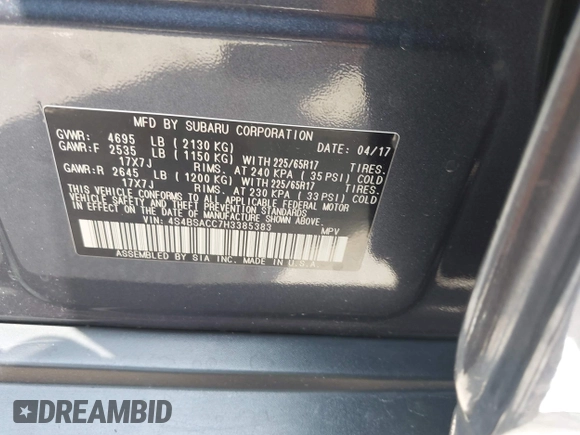 MFD BY SUBARU CORPORATION
GVWR: 4695 LB ( 2130 KG) DATE: 04/17
GAWR:F 2535 LB ( 1150 KG) WITH 225/65R17 TIRES.
17X7J RIMS. AT 240 KPA ( 35 PSI) COLD
GAWR:R 2645 LB ( 1200 KG) WITH 225/65R17 TIRES.
17X7J RIMS. AT 230 KPA ( 33 PSI) COLD
THIS VEHICLE CONFORMS TO ALL APPLICABLE FEDERAL MOTOR
VEHICLE SAFETY AND THEFT PREVENTION STANDARDS IN EFFECT
ON THE DATE OF MANUFACTURE SHOWN ABOVE.
VIN: 4S4BSACC7H3385383 MPV
ASSEMBLED BY SIA INC. MADE IN U.S.A.
DREAMBID